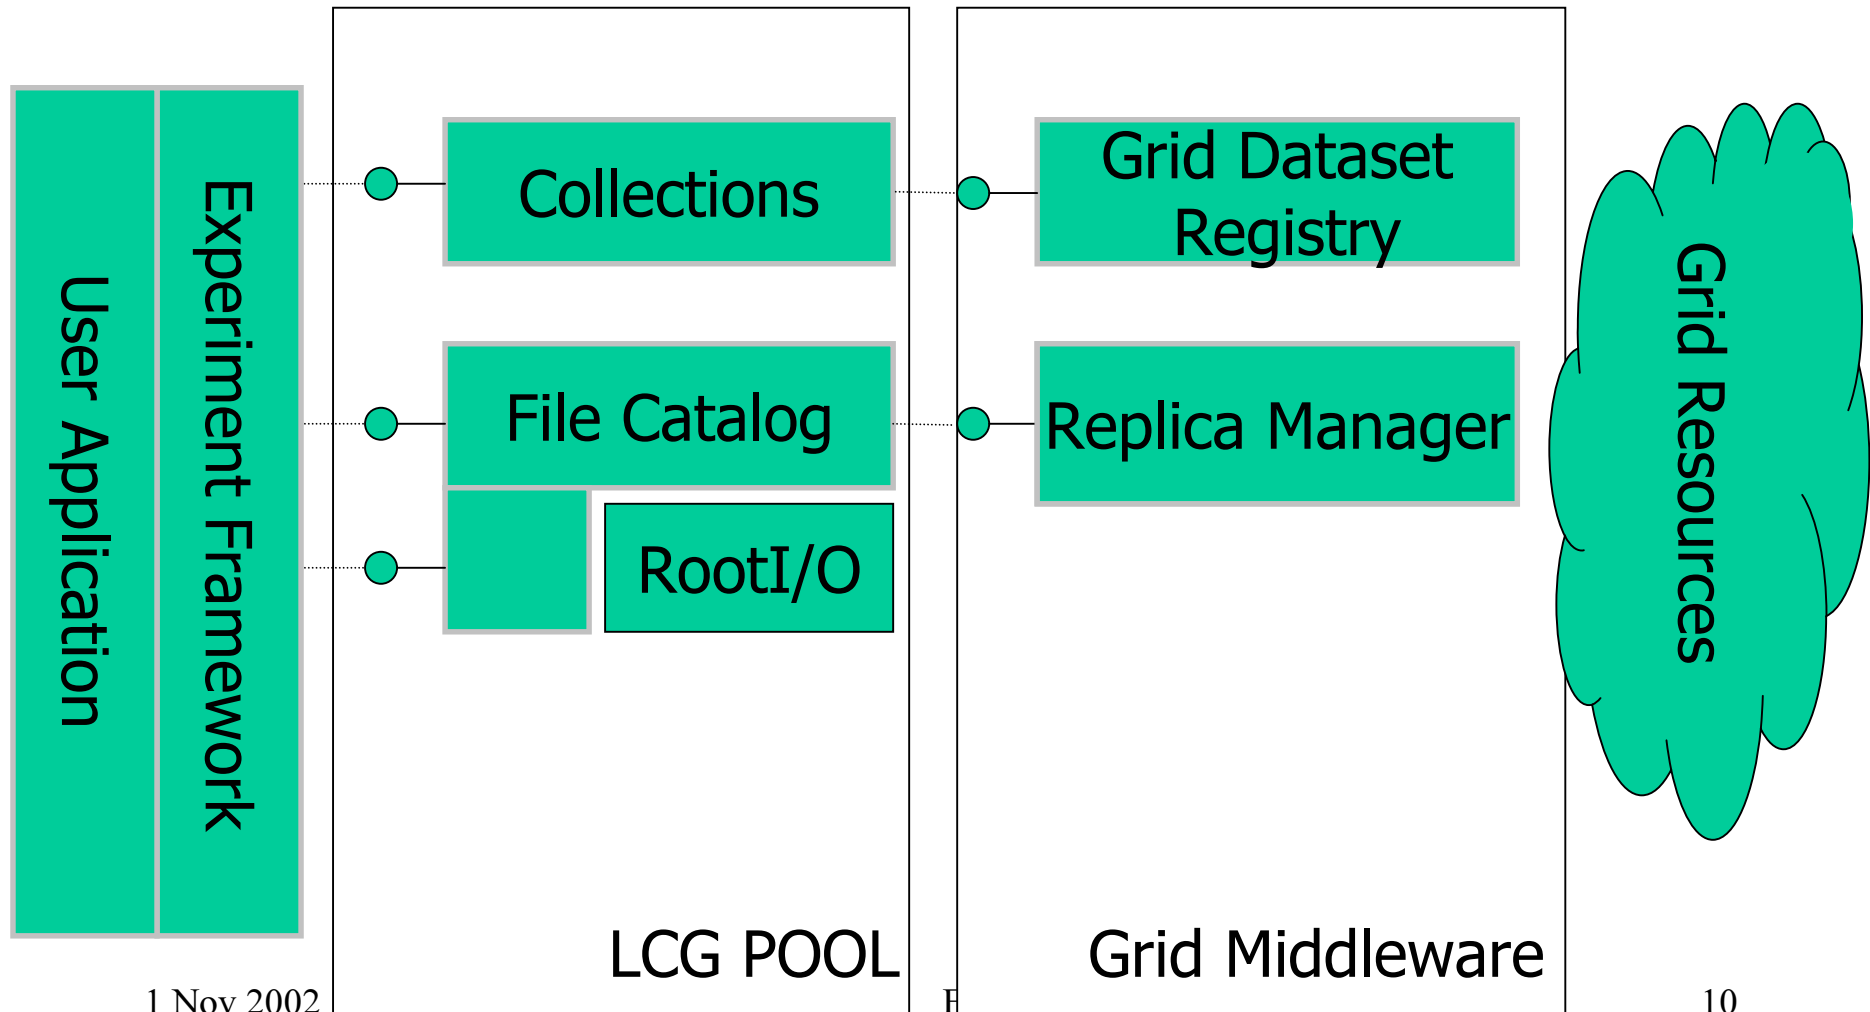 User Application
Experiment Framework
Collections
File Catalog
RootI/O
LCG POOL
Grid Dataset
Registry
Replica Manager
Grid Middleware
Grid Resources
1 Nov 2002
10